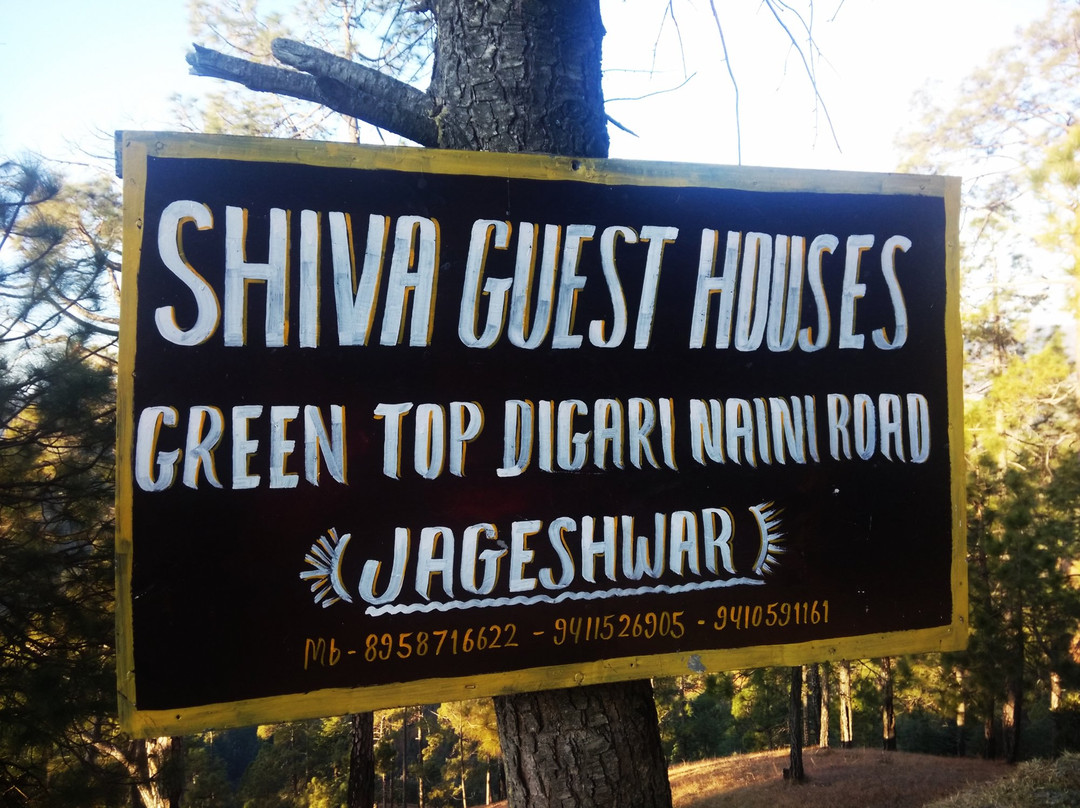 SHIVA GUEST HOUSES
GREEN TOP DIGARI NAINI ROAD
(JAGESHWAR)
Mb - 8958716622 - 9411526905 - 9410591161